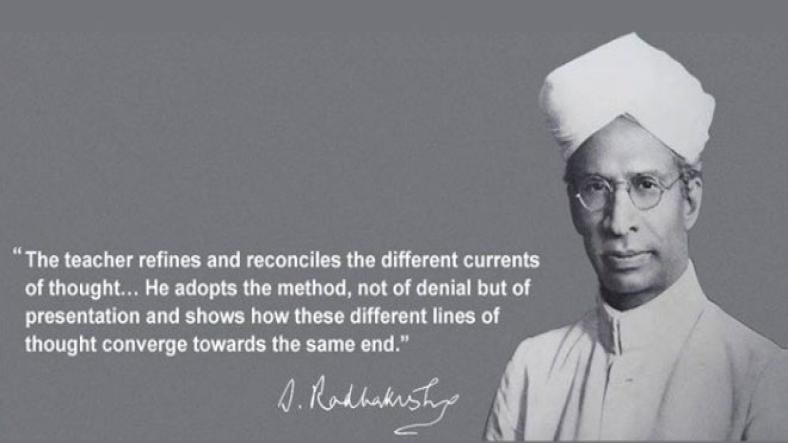 “The teacher refines and reconciles the different currents
of thought… He adopts the method, not of denial but of
presentation and shows how these different lines of
thought converge towards the same end.”
S. Radhakrishnan